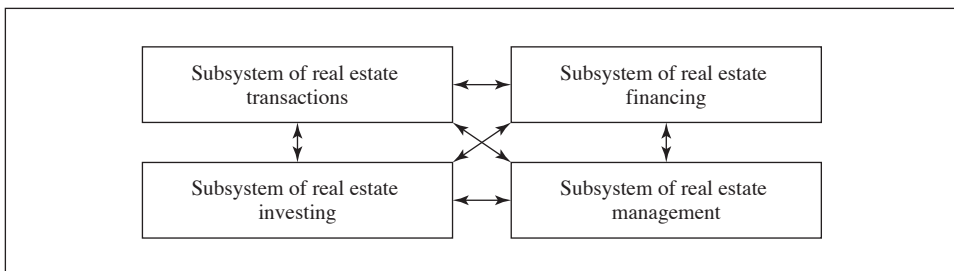 Subsystem of real estate
transactions
Subsystem of real estate
financing
Subsystem of real estate
investing
Subsystem of real estate
management